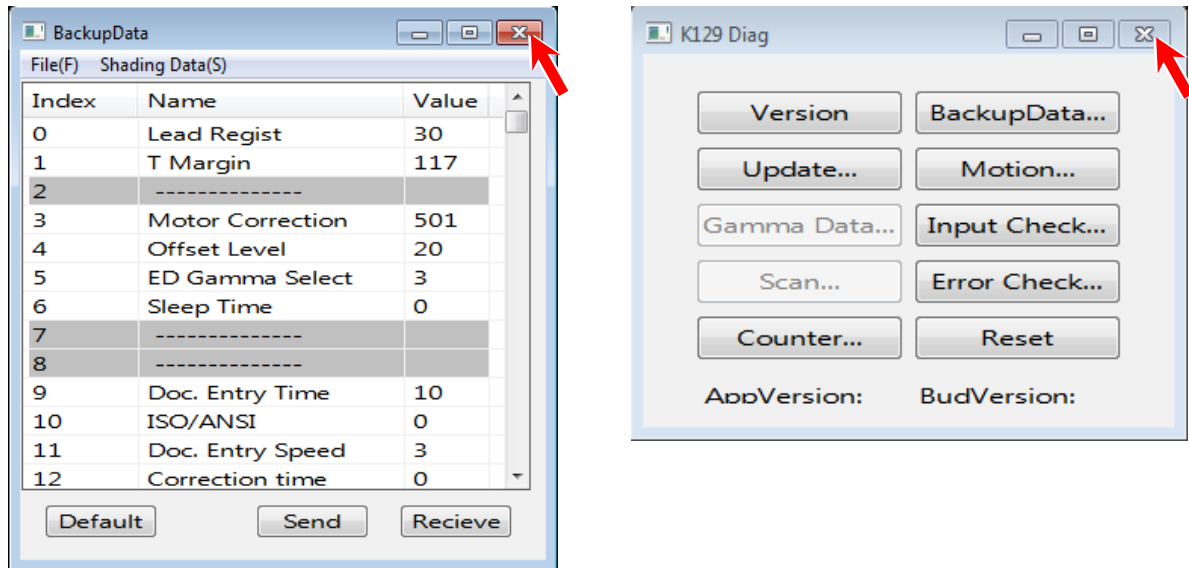 BackupData
File(F) Shading Data(S)
Index Name Value
0 Lead Regist 30
1 T Margin 117
2 --------------
3 Motor Correction 501
4 Offset Level 20
5 ED Gamma Select 3
6 Sleep Time 0
7 --------------
8 --------------
9 Doc. Entry Time 10
10 ISO/ANSI 0
11 Doc. Entry Speed 3
12 Correction time 0
Default Send Recieve
K129 Diag
Version BackupData...
Update... Motion...
Gamma Data... Input Check...
Scan... Error Check...
Counter... Reset
AppVersion: BudVersion: